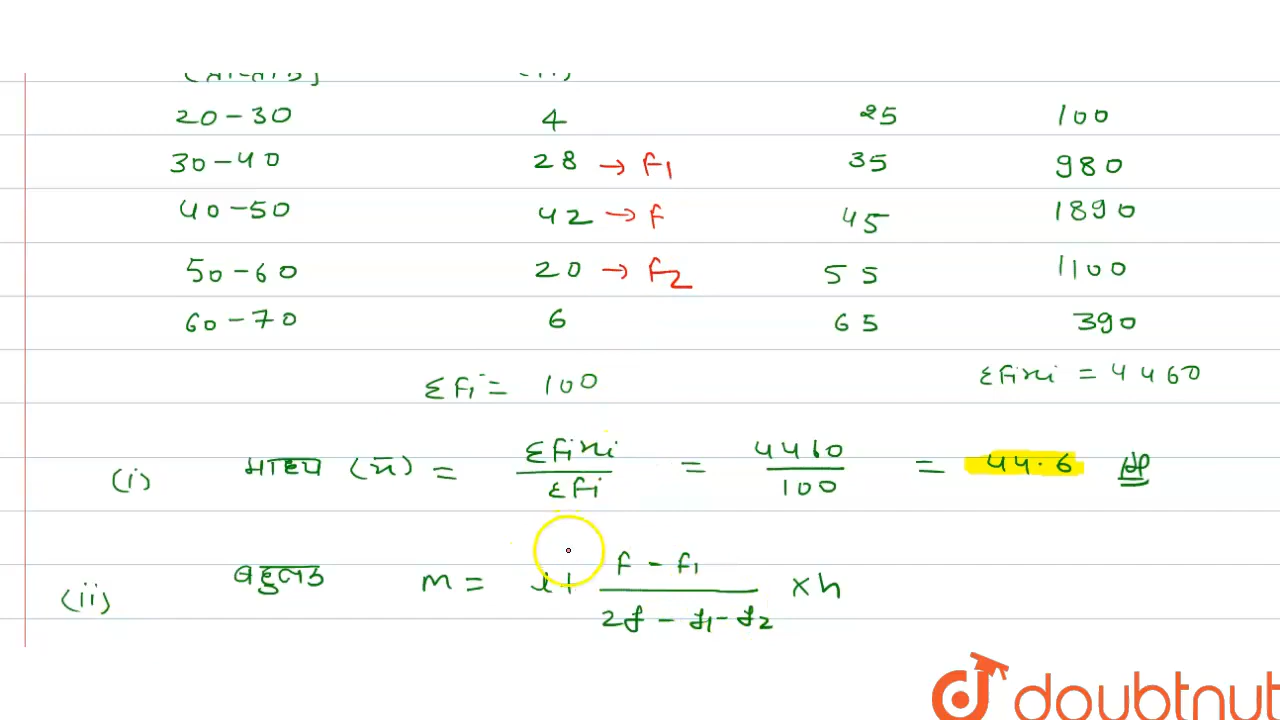 20-30 4 25 100
30-40 28 → f1 35 980
40-50 42 → f 45 1890
50-60 20 → f2 55 1100
60-70 6 65 390
Σfi = 100 Σfixi = 4460
(i) माध्य (x̄) = Σfixi / Σfi = 4460 / 100 = 44.6
(ii) बहुलक m = l + f - f1 / 2f - f1 - f2 × h
doubtnut